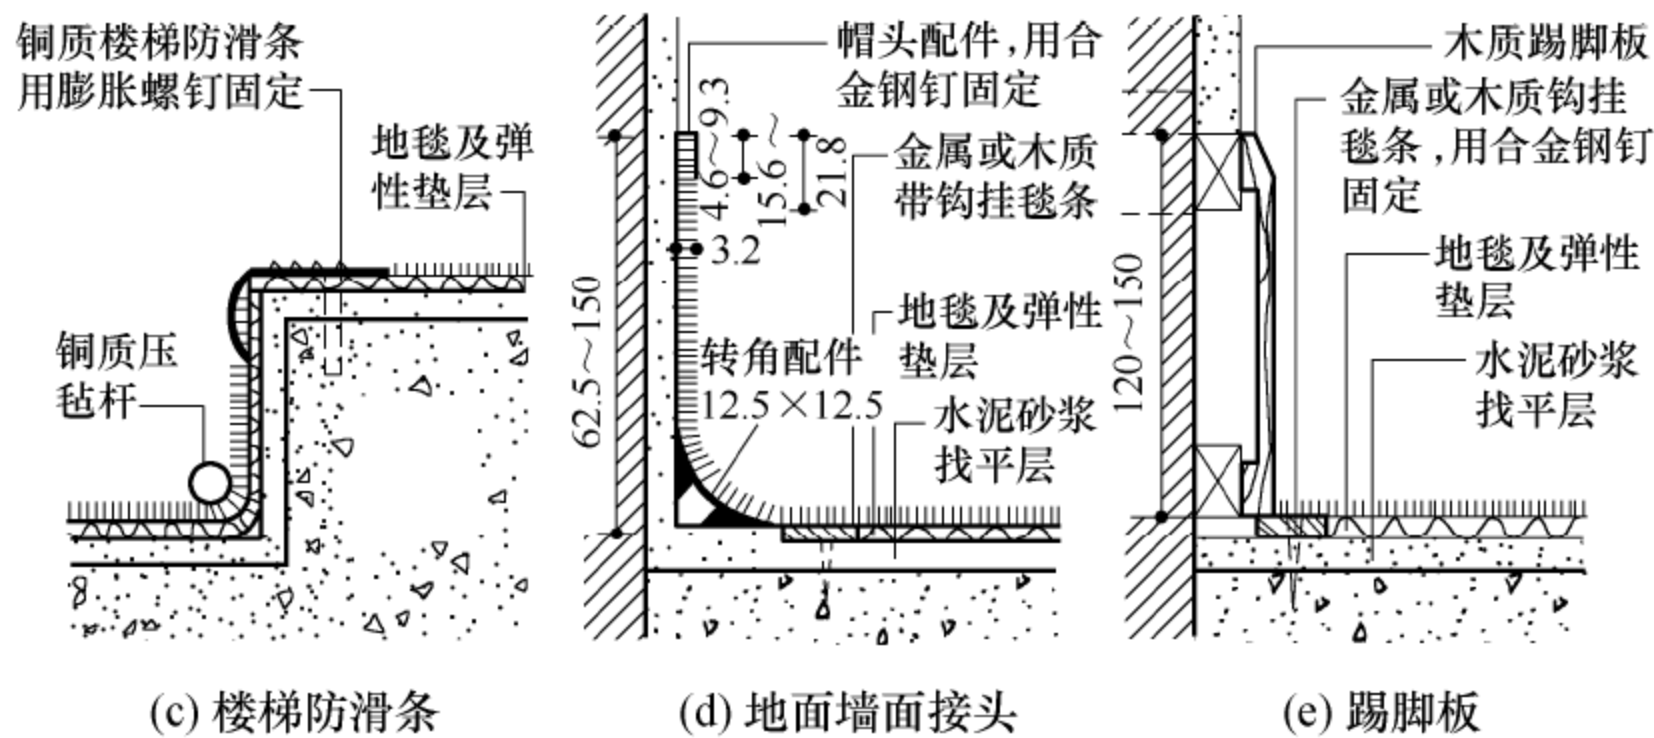 铜质楼梯防滑条
用膨胀螺钉固定
地毯及弹
性垫层
铜质压
毡杆
(c) 楼梯防滑条
帽头配件,用合
金钢钉固定
4.6～9.3
15.6～
21.8
金属或木质
带钩挂毯条
3.2
62.5～150
地毯及弹性
垫层
转角配件
12.5×12.5
水泥砂浆
找平层
(d) 地面墙面接头
木质踢脚板
金属或木质钩挂
毯条,用合金钢钉
固定
地毯及弹性
垫层
120～150
水泥砂浆
找平层
(e) 踢脚板